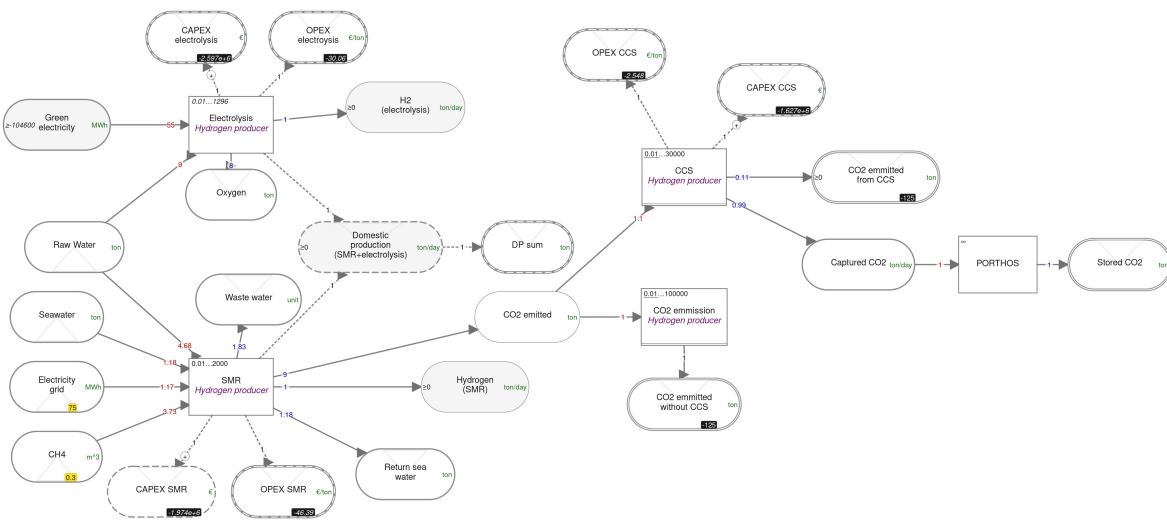 CAPEX
electrolysis
€
-2.597e+6
OPEX
electroysis
€/ton
-30.06
+
1
1
0.01...1296
Electrolysis
Hydrogen producer
≥-104600
Green
electricity
MWh
55
1
≥0
H2
(electrolysis)
ton/day
9
8
Oxygen
ton
Raw Water
ton
1
≥0
Domestic
production
(SMR+electrolysis)
ton/day
1
DP sum
ton
1
Waste water
unit
Seawater
ton
4.68
1.18
1.83
0.01...2000
SMR
Hydrogen producer
Electricity
grid
MWh
75
1.17
9
1
≥0
Hydrogen
(SMR)
ton/day
3.73
1.18
CH4
m^3
0.3
1
+
1
CAPEX SMR
€
-1.974e+6
OPEX SMR
€/ton
-46.39
Return sea
water
ton
CO2 emitted
ton
1.1
1
0.01...100000
CO2 emmission
Hydrogen producer
1
CO2 emmitted
without CCS
ton
-125
OPEX CCS
€/ton
-2.548
CAPEX CCS
€
-1.627e+6
1
1
+
0.01...30000
CCS
Hydrogen producer
0.11
≥0
CO2 emmitted
from CCS
ton
-125
0.99
Captured CO2
ton/day
1
∞
PORTHOS
1
Stored CO2
ton